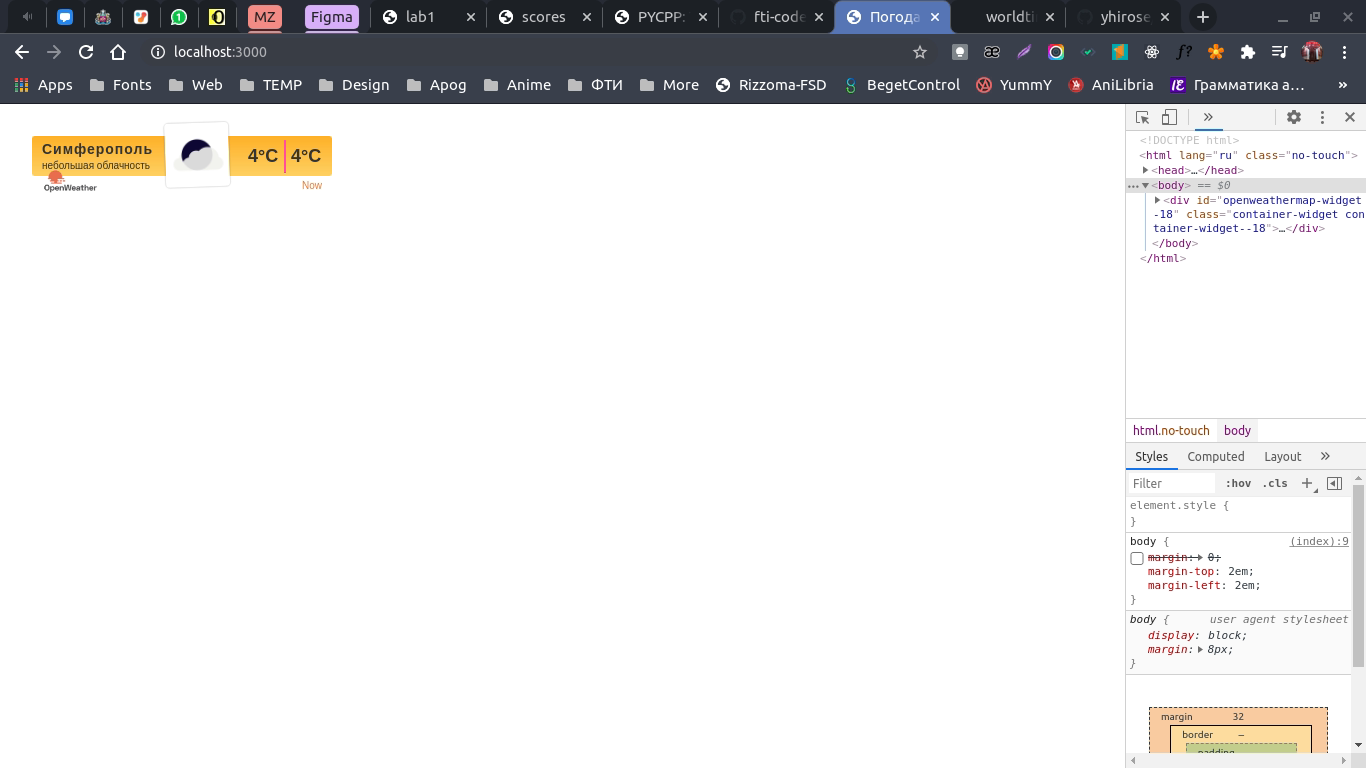 MZ
Figma
lab1
scores
PYCPP:
fti-code
Погода
worldti
yhirose
localhost:3000
Apps
Fonts
Web
TEMP
Design
Apog
Anime
ФТИ
More
Rizzoma-FSD
BegetControl
YummY
AniLibria
Грамматика а...
»
Симферополь
небольшая облачность
OpenWeather
4°C
4°C
Now
<!DOCTYPE html>
<html lang="ru" class="no-touch">
<head>…</head>
<body> == $0
<div id="openweathermap-widget
-18" class="container-widget con
tainer-widget--18">…</div>
</body>
</html>
html.no-touch
body
Styles
Computed
Layout
»
Filter
:hov
.cls
element.style {
}
body {
(index):9
margin: 0;
margin-top: 2em;
margin-left: 2em;
}
body {
user agent stylesheet
display: block;
margin: 8px;
}
margin
32
border
–
padding